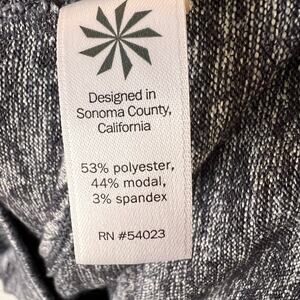 Designed in
Sonoma County,
California
53% polyester,
44% modal,
3% spandex
RN #54023